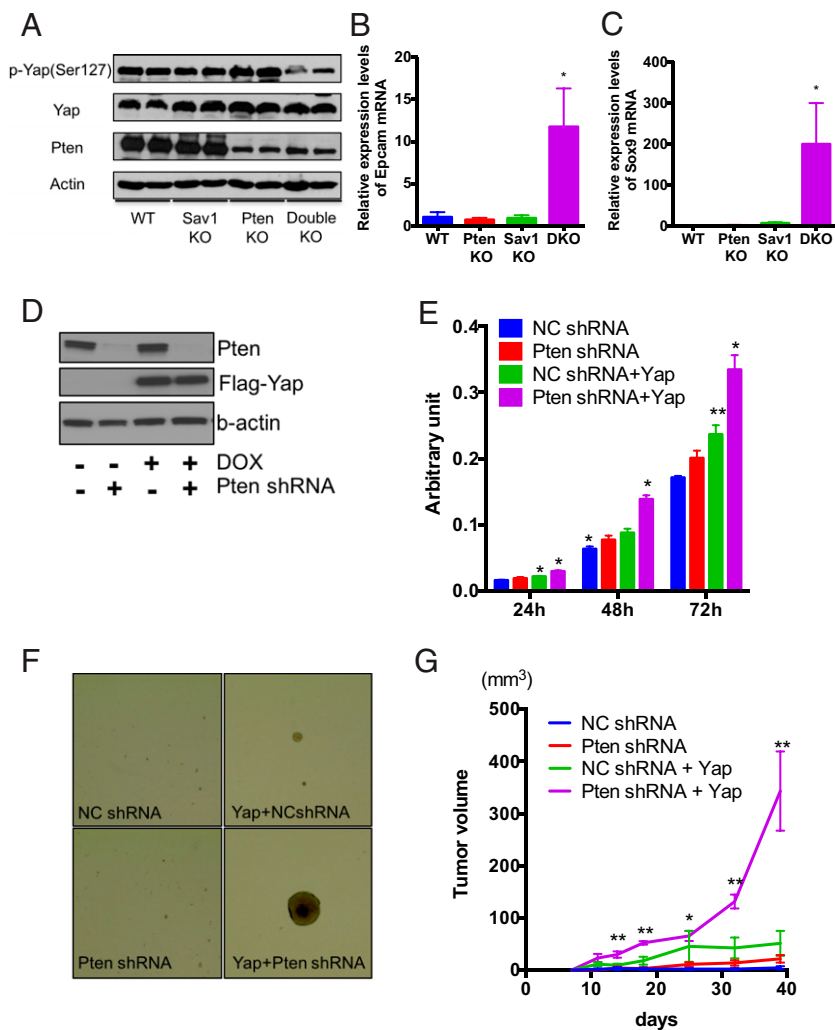 A
p-Yap(Ser127)
Yap
Pten
Actin
WT
Sav1 KO
Pten KO
Double KO
B
Relative expression levels
of Epcam mRNA
20
15
10
5
0
*
WT
Pten KO
Sav1 KO
DKO
C
Relative expression levels
of Sox9 mRNA
400
300
200
100
0
*
WT
Pten KO
Sav1 KO
DKO
D
Pten
Flag-Yap
b-actin
- - + + DOX
- + - + Pten shRNA
E
NC shRNA
Pten shRNA
NC shRNA+Yap
Pten shRNA+Yap
Arbitrary unit
0.4
0.3
0.2
0.1
0.0
* *
* *
** *
24h
48h
72h
F
NC shRNA
Yap+NCshRNA
Pten shRNA
Yap+Pten shRNA
G
(mm³)
NC shRNA
Pten shRNA
NC shRNA + Yap
Pten shRNA + Yap
Tumor volume
500
400
300
200
100
0
** ** * ** **
0 10 20 30 40
days